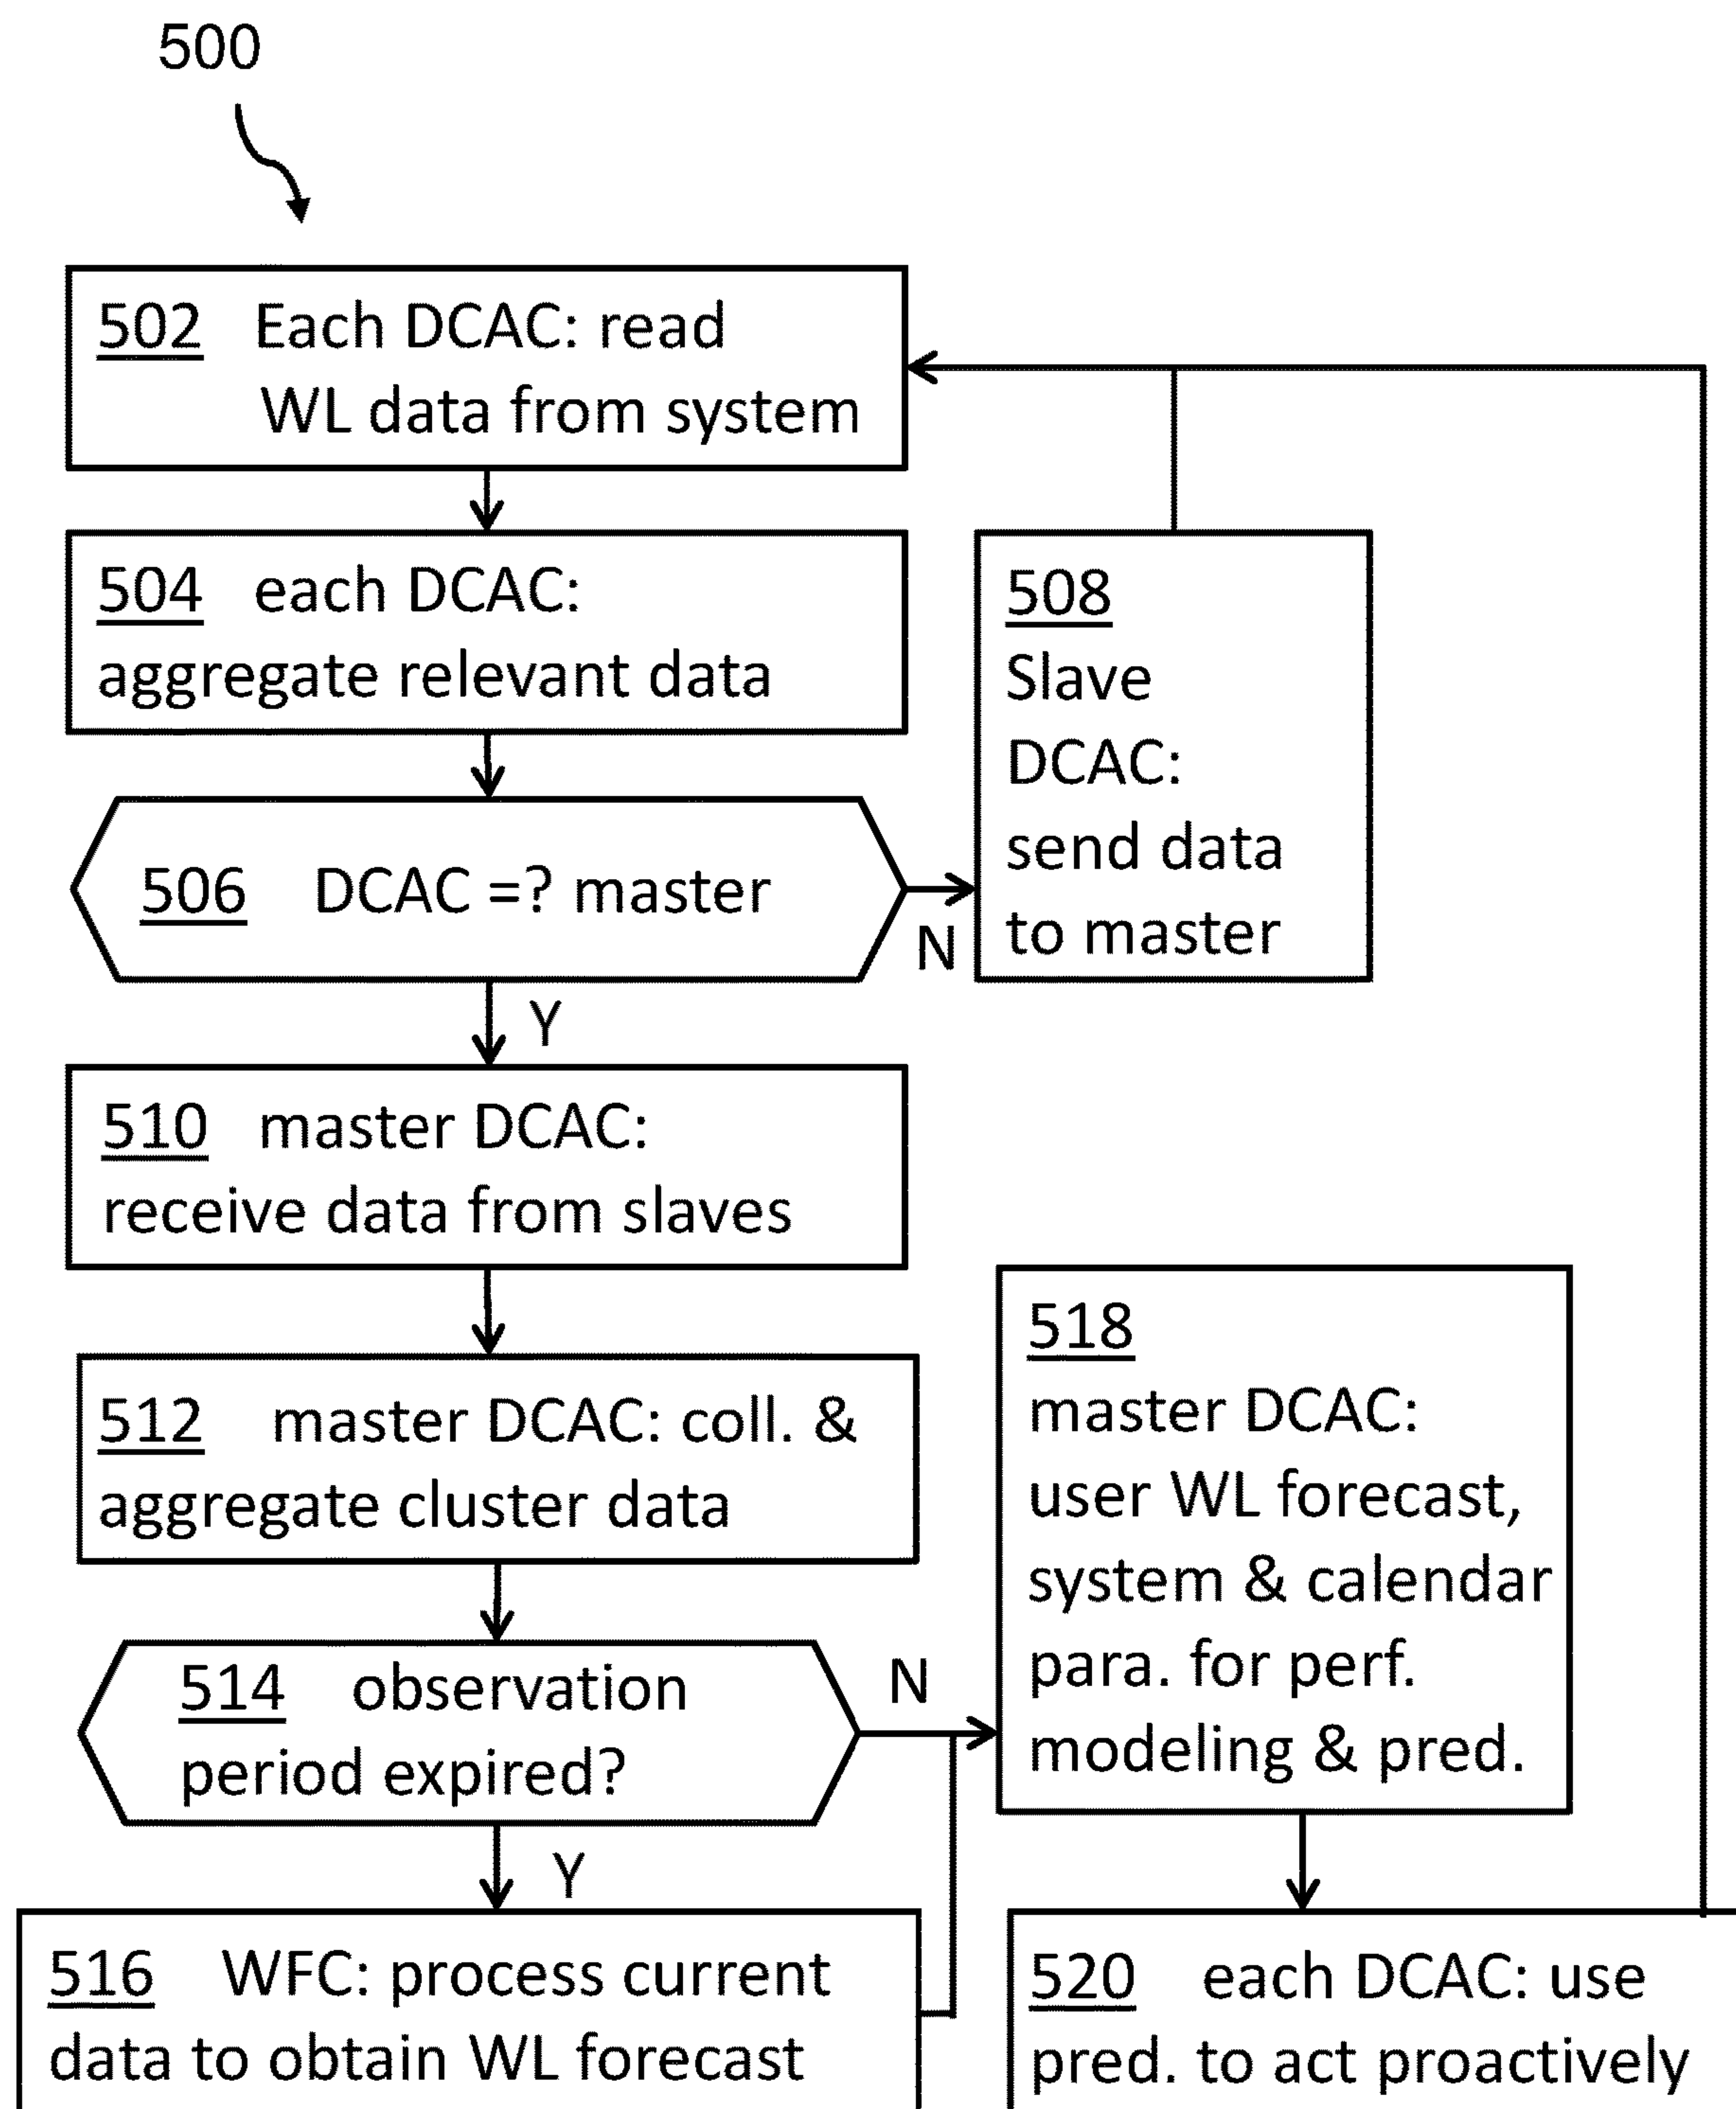 500
502 Each DCAC: read
WL data from system
504 each DCAC:
aggregate relevant data
506 DCAC =? master
N
508
Slave
DCAC:
send data
to master
Y
510 master DCAC:
receive data from slaves
512 master DCAC: coll. &
aggregate cluster data
514 observation
period expired?
N
Y
516 WFC: process current
data to obtain WL forecast
518
master DCAC:
user WL forecast,
system & calendar
para. for perf.
modeling & pred.
520 each DCAC: use
pred. to act proactively